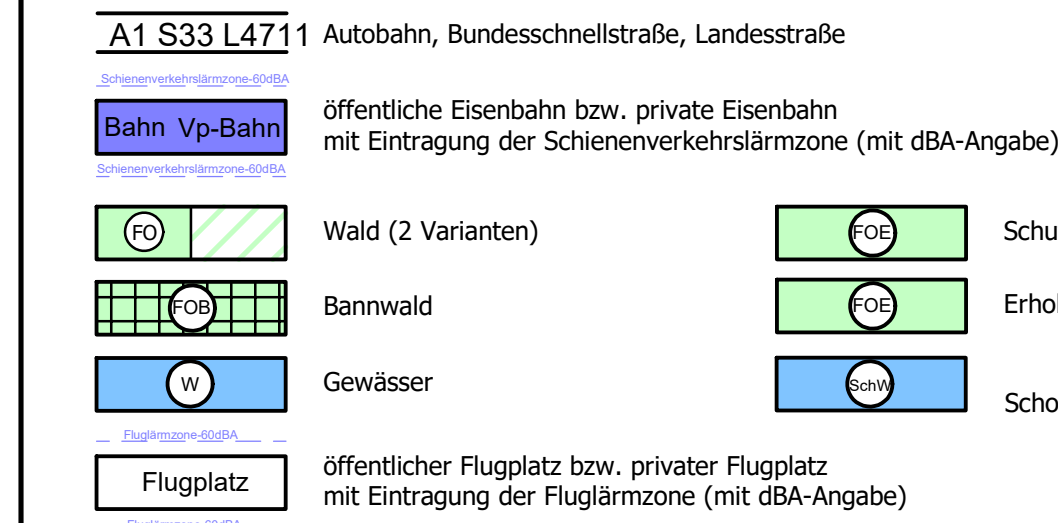 A1 S33 L4711 Autobahn, Bundesschnellstraße, Landesstraße
Schienenverkehrslärmzone-60dBA
Bahn Vp-Bahn
öffentliche Eisenbahn bzw. private Eisenbahn
mit Eintragung der Schienenverkehrslärmzone (mit dBA-Angabe)
Schienenverkehrslärmzone-60dBA
FO Wald (2 Varianten) FOE Schu
FOB Bannwald FOE Erhol
W Gewässer SchW Scho
Fluglärmzone-60dBA
Flugplatz
öffentlicher Flugplatz bzw. privater Flugplatz
mit Eintragung der Fluglärmzone (mit dBA-Angabe)
Fluglärmzone-60dBA